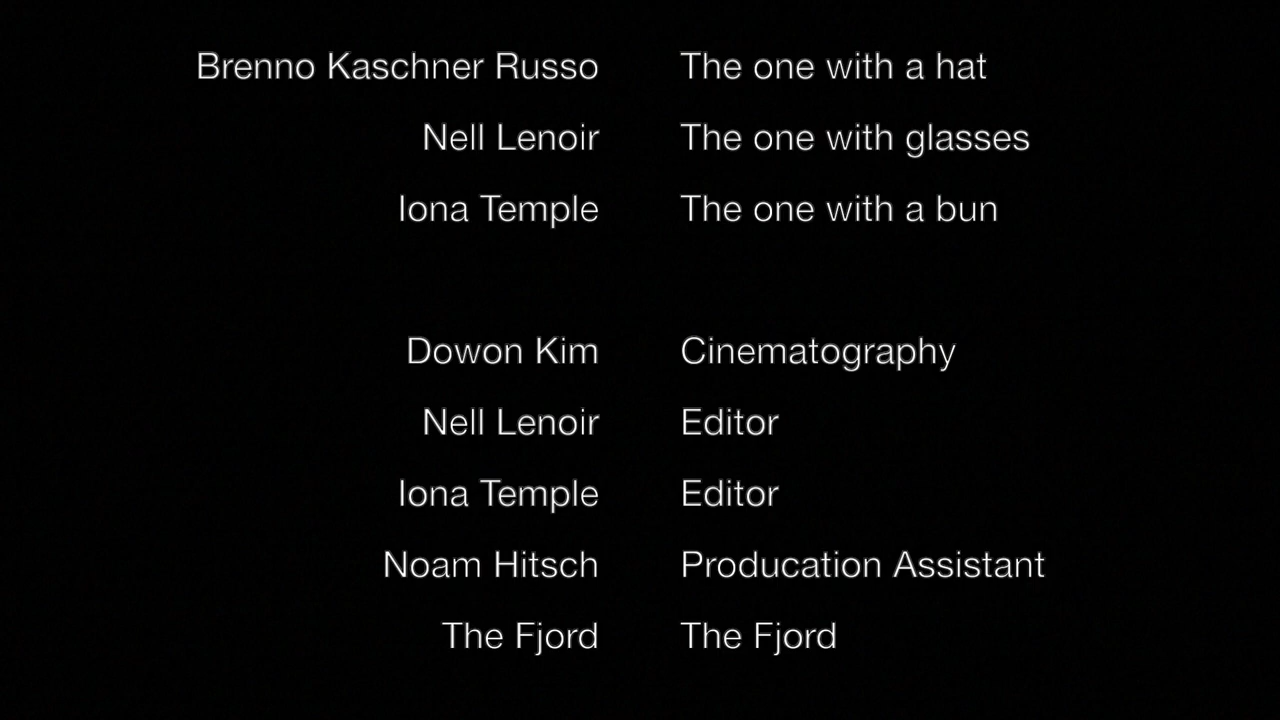 Brenno Kaschner Russo The one with a hat
Nell Lenoir The one with glasses
Iona Temple The one with a bun
Dowon Kim Cinematography
Nell Lenoir Editor
Iona Temple Editor
Noam Hitsch Producation Assistant
The Fjord The Fjord